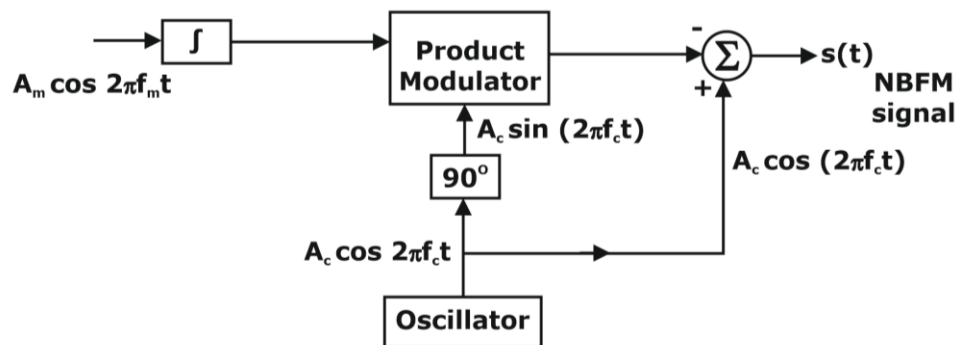 ∫
Product
Modulator
-
Σ
+
s(t)
NBFM
signal
A_m cos 2πf_mt
A_c sin (2πf_ct)
90°
A_c cos (2πf_ct)
A_c cos 2πf_ct
Oscillator